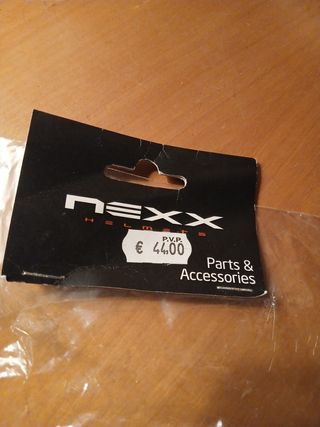 nexx
HELMETS
P.V.P.
€ 44.00
Parts &
Accessories